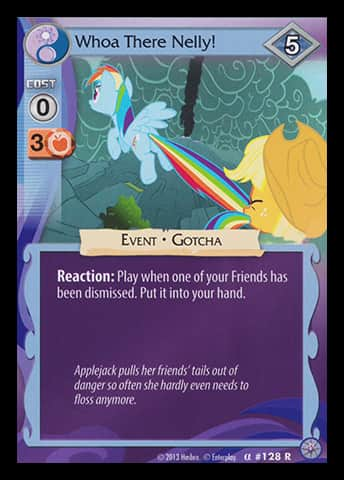 Whoa There Nelly!
5
COST
0
3
EVENT • GOTCHA
Reaction: Play when one of your Friends has
been dismissed. Put it into your hand.
Applejack pulls her friends' tails out of
danger so often she hardly even needs to
floss anymore.
© 2013 Hasbro. © Enterplay α #128 R